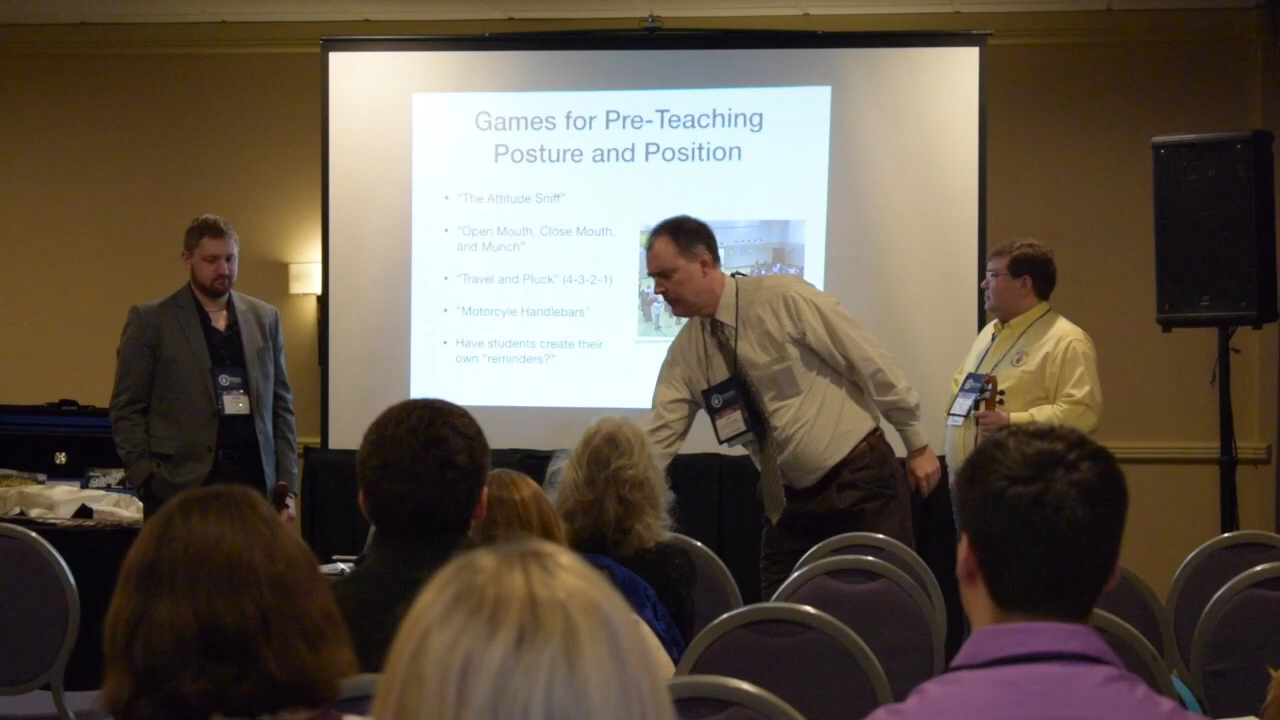 Games for Pre-Teaching
Posture and Position
• "The Attitude Sniff"
• "Open Mouth, Close Mouth,
and Munch"
• "Travel and Pluck" (4-3-2-1)
• "Motorcyle Handlebars"
• Have students create their
own "reminders?"